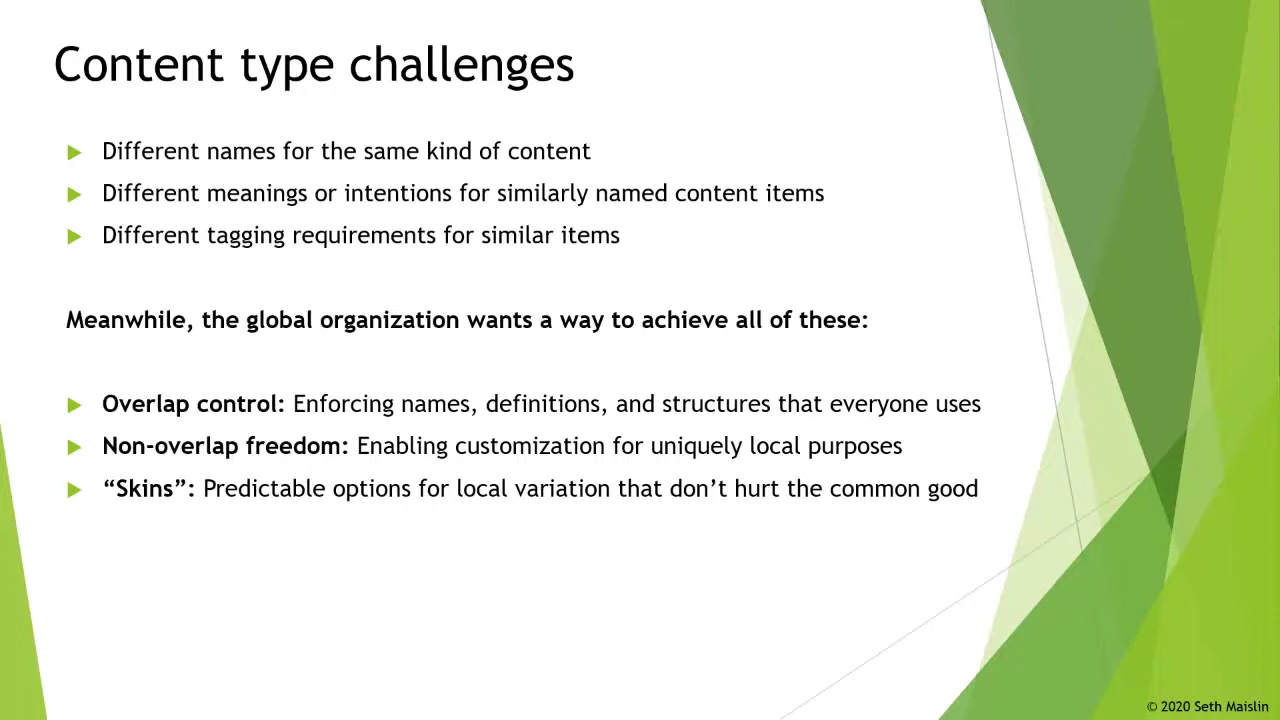 Content type challenges
Different names for the same kind of content
Different meanings or intentions for similarly named content items
Different tagging requirements for similar items
Meanwhile, the global organization wants a way to achieve all of these:
Overlap control: Enforcing names, definitions, and structures that everyone uses
Non-overlap freedom: Enabling customization for uniquely local purposes
“Skins”: Predictable options for local variation that don’t hurt the common good
© 2020 Seth Maislin